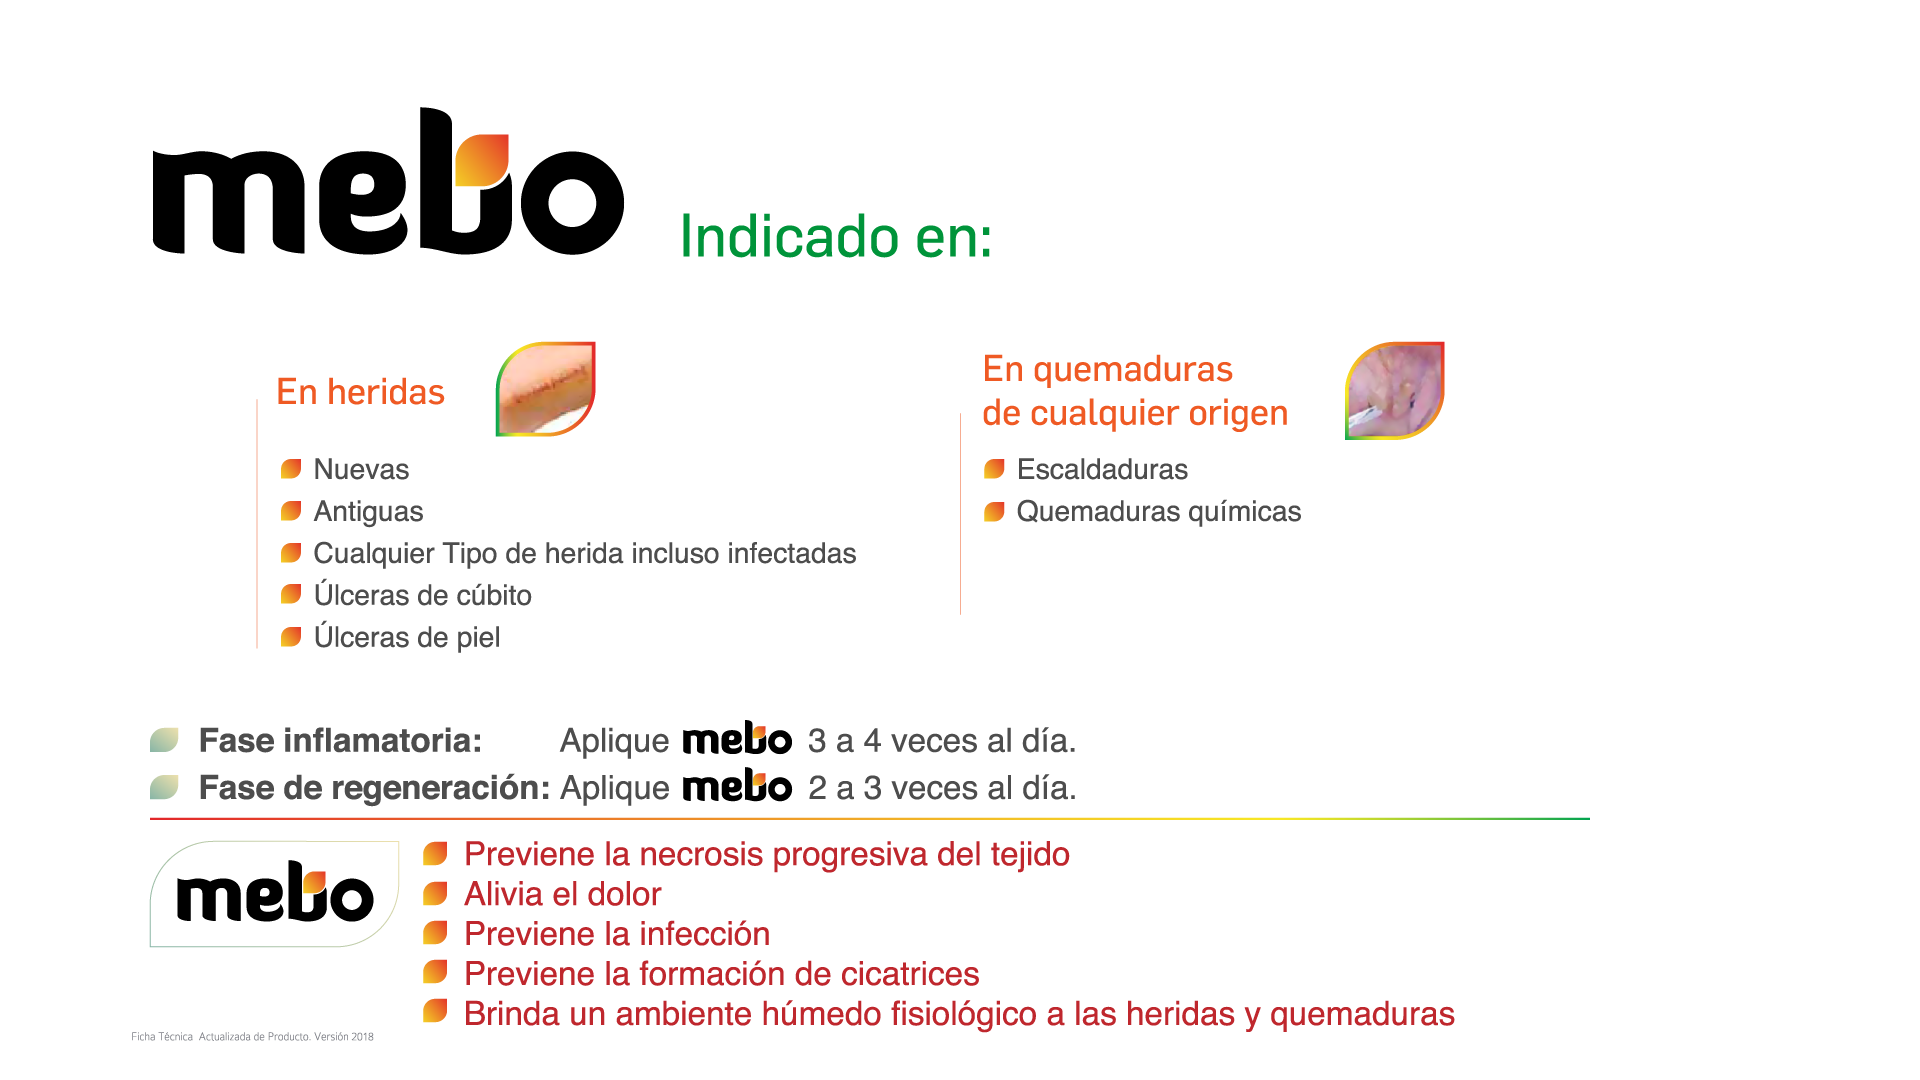 mebo
Indicado en:
En heridas
Nuevas
Antiguas
Cualquier Tipo de herida incluso infectadas
Úlceras de cúbito
Úlceras de piel
En quemaduras
de cualquier origen
Escaldaduras
Quemaduras químicas
Fase inflamatoria: Aplique mebo 3 a 4 veces al día.
Fase de regeneración: Aplique mebo 2 a 3 veces al día.
mebo
Previene la necrosis progresiva del tejido
Alivia el dolor
Previene la infección
Previene la formación de cicatrices
Brinda un ambiente húmedo fisiológico a las heridas y quemaduras
Ficha Técnica Actualizada de Producto. Versión 2018